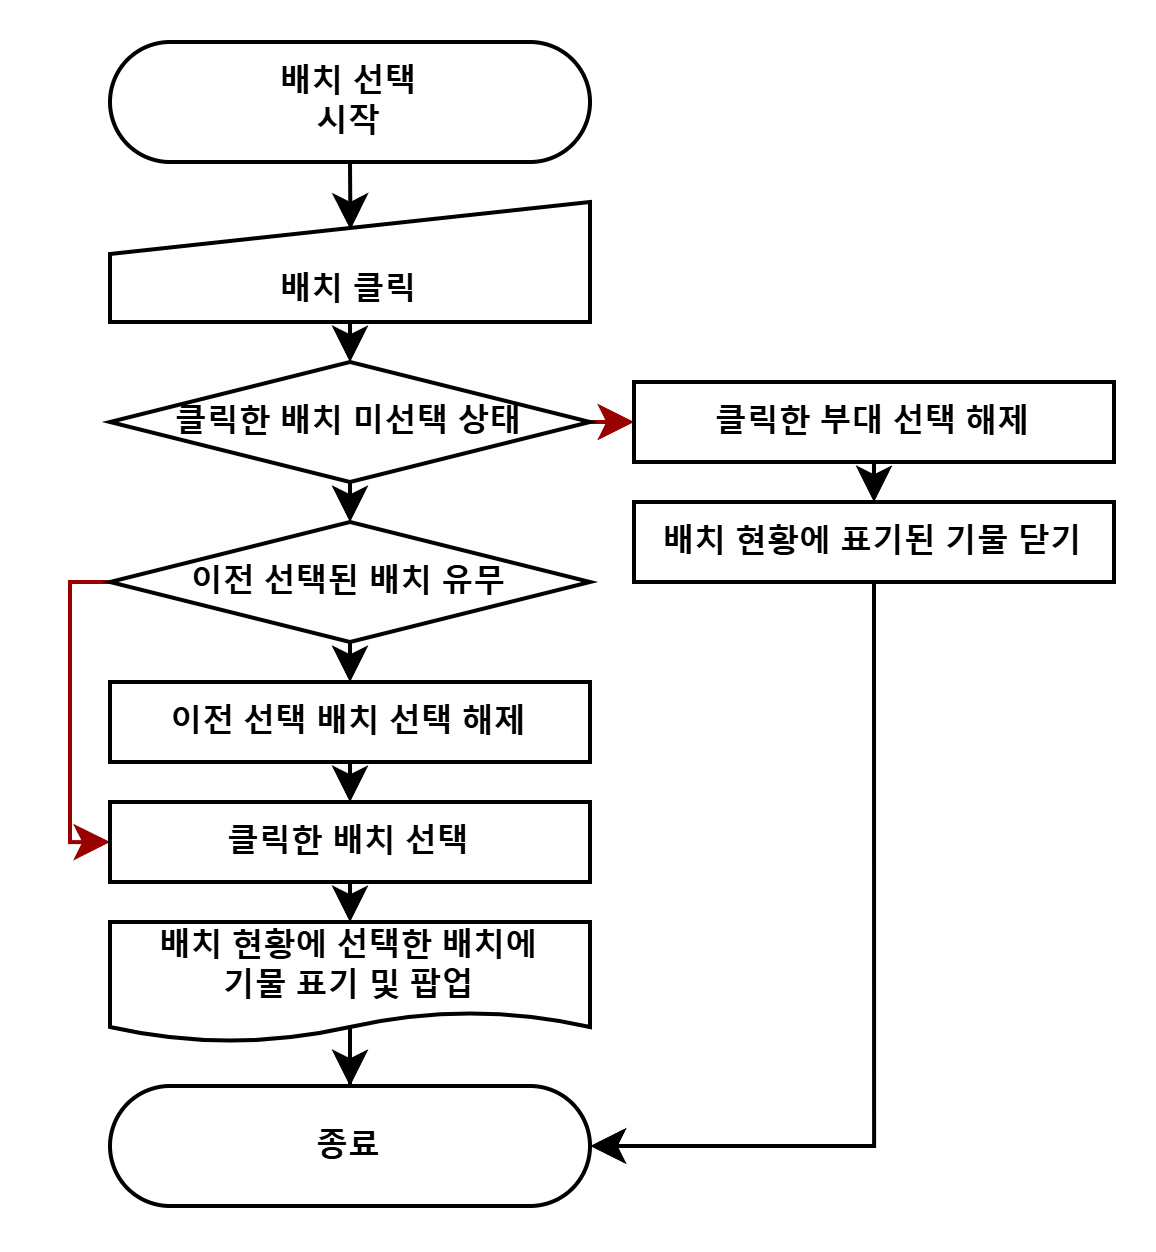 배치 선택
시작
배치 클릭
클릭한 배치 미선택 상태
클릭한 부대 선택 해제
배치 현황에 표기된 기물 닫기
이전 선택된 배치 유무
이전 선택 배치 선택 해제
클릭한 배치 선택
배치 현황에 선택한 배치에
기물 표기 및 팝업
종료